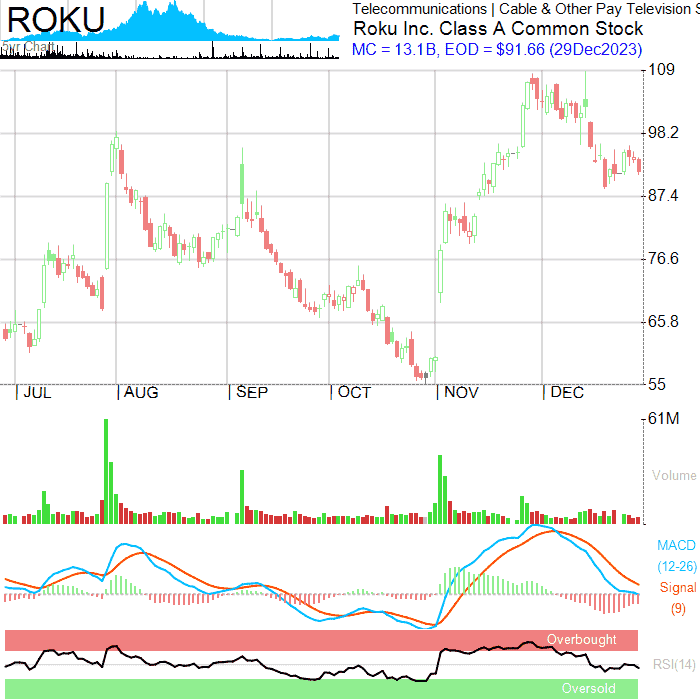 ROKU
5yr Chart
Telecommunications | Cable & Other Pay Television S
Roku Inc. Class A Common Stock
MC = 13.1B, EOD = $91.66 (29Dec2023)
109
98.2
87.4
76.6
65.8
55
JUL
AUG
SEP
OCT
NOV
DEC
61M
Volume
MACD
(12-26)
Signal
(9)
Overbought
RSI(14)
Oversold